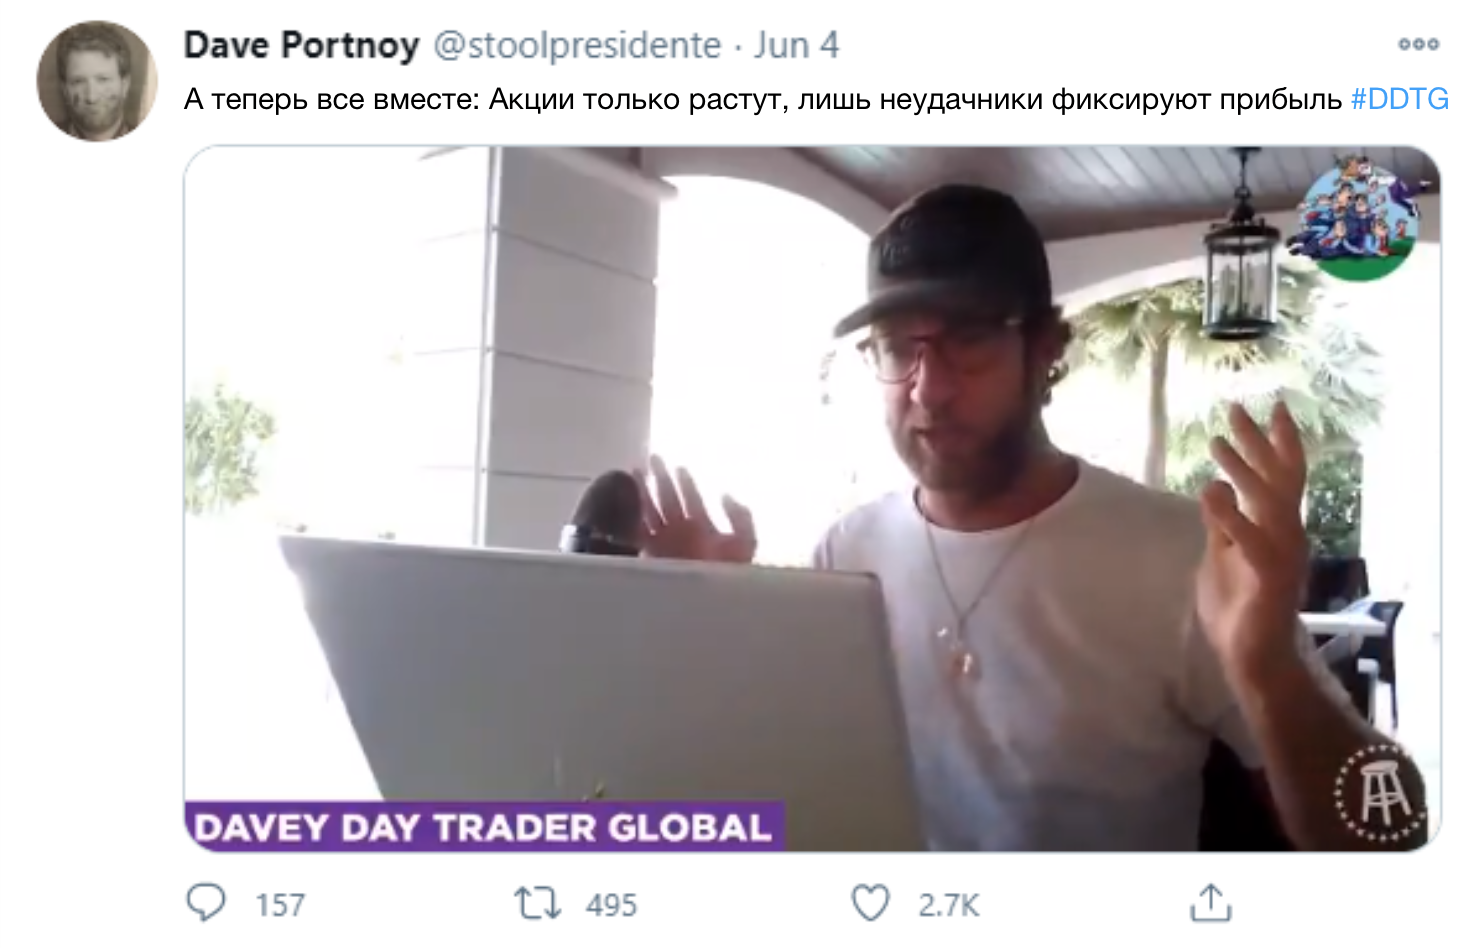 Dave Portnoy @stoolpresidente · Jun 4
А теперь все вместе: Акции только растут, лишь неудачники фиксируют прибыль #DDTG
DAVEY DAY TRADER GLOBAL
157 495 2.7K